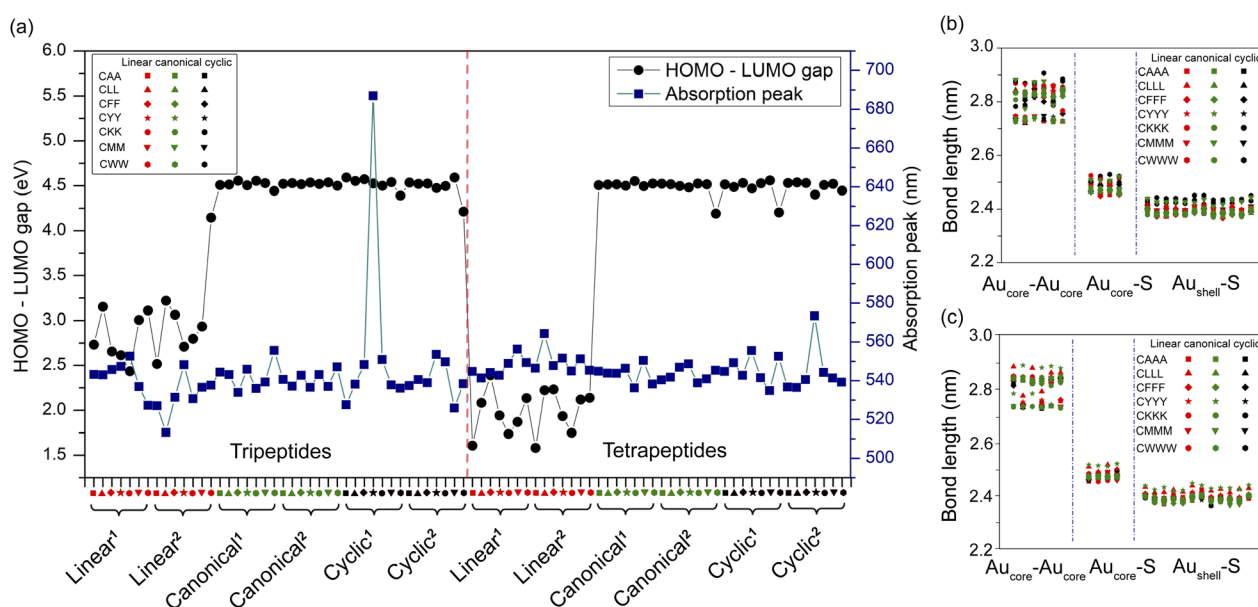 (a)
HOMO - LUMO gap (eV)
6.0
5.5
5.0
4.5
4.0
3.5
3.0
2.5
2.0
1.5
Linear canonical cyclic
CAA
CLL
CFF
CYY
CKK
CMM
CWW
HOMO - LUMO gap
Absorption peak
Tripeptides
Tetrapeptides
710
700
680
660
640
620
600
580
560
540
520
500
Absorption peak (nm)
Linear¹
Linear²
Canonical¹
Canonical²
Cyclic¹
Cyclic²
Linear¹
Linear²
Canonical¹
Canonical²
Cyclic¹
Cyclic²
(b)
Bond length (nm)
3.0
2.8
2.6
2.4
2.2
Linear canonical cyclic
CAAA
CLLL
CFFF
CYYY
CKKK
CMMM
CWWW
Au_core-Au_core Au_core-S Au_shell-S
(c)
Bond length (nm)
3.0
2.8
2.6
2.4
2.2
Linear canonical cyclic
CAAA
CLLL
CFFF
CYYY
CKKK
CMMM
CWWW
Au_core-Au_core Au_core-S Au_shell-S